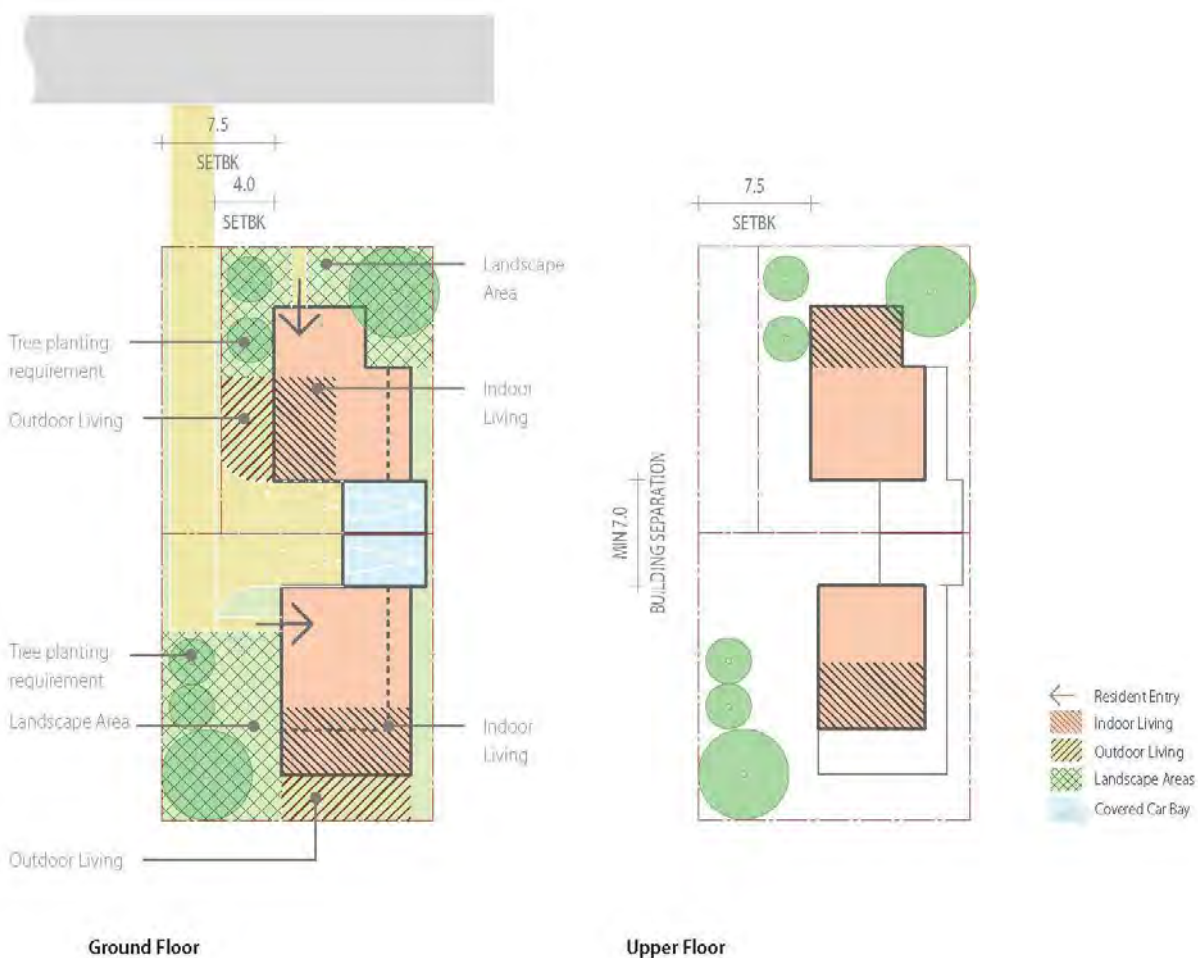 7.5
SETBK
4.0
SETBK
Landscape
Area
Tree planting
requirement
Outdoor Living
Indoor
Living
Tree planting
requirement
Landscape Area
Indoor
Living
Outdoor Living
Ground Floor
7.5
SETBK
MIN 7.0
BUILDING SEPARATION
Upper Floor
Resident Entry
Indoor Living
Outdoor Living
Landscape Areas
Covered Car Bay